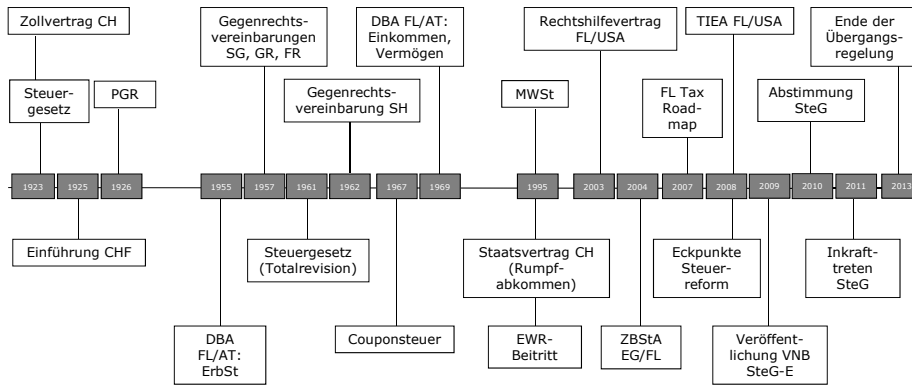 Zollvertrag CH
Gegenrechts-
vereinbarungen
SG, GR, FR
DBA FL/AT:
Einkommen,
Vermögen
Rechtshilfevertrag
FL/USA
TIEA FL/USA
Ende der
Übergangs-
regelung
Steuer-
gesetz
PGR
Gegenrechts-
vereinbarung SH
MWSt
FL Tax
Road-
map
Abstimmung
SteG
1923
1925
1926
1955
1957
1961
1962
1967
1969
1995
2003
2004
2007
2008
2009
2010
2011
2013
Einführung CHF
Steuergesetz
(Totalrevision)
Staatsvertrag CH
(Rumpf-
abkommen)
Eckpunkte
Steuer-
reform
Inkraft-
treten
SteG
DBA
FL/AT:
ErbSt
Couponsteuer
EWR-
Beitritt
ZBStA
EG/FL
Veröffent-
lichung VNB
SteG-E